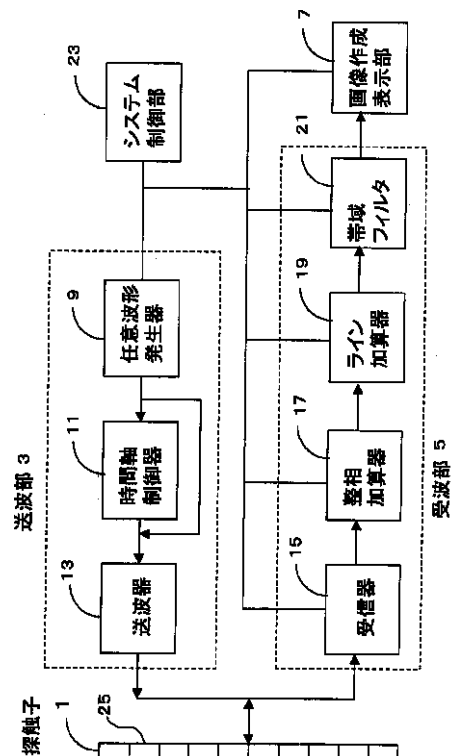 探触子
1
25
送波部 3
13
送波器
11
時間軸
制御器
9
任意波形
発生器
23
システム
制御部
15
受信器
17
整相
加算器
19
ライン
加算器
21
帯域
フィルタ
7
画像作成
表示部
受波部 5